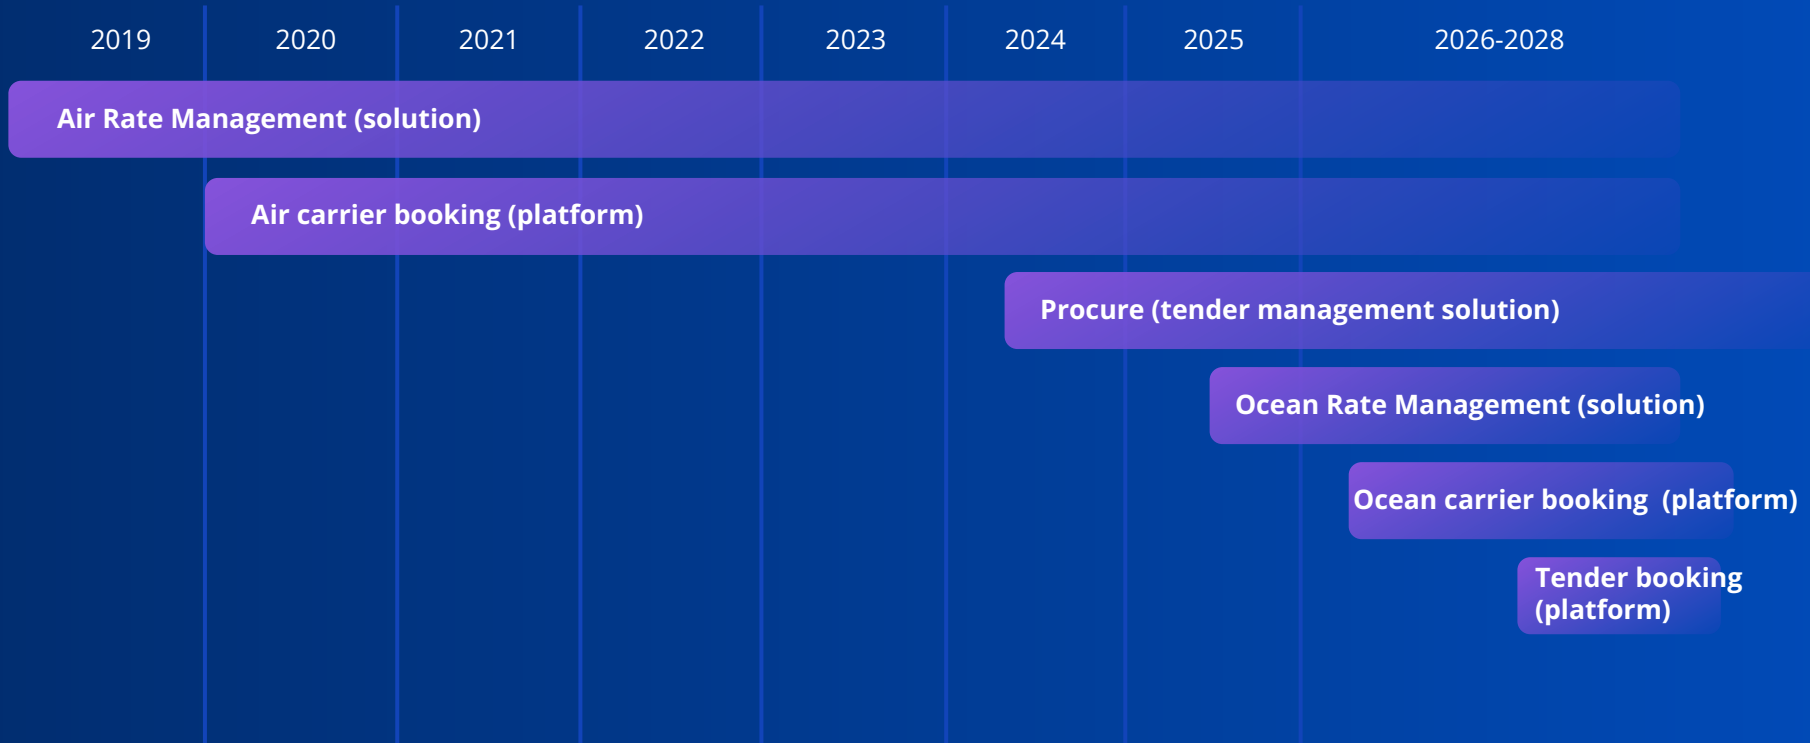 2019 2020 2021 2022 2023 2024 2025 2026-2028
Air Rate Management (solution)
Air carrier booking (platform)
Procure (tender management solution)
Ocean Rate Management (solution)
Ocean carrier booking  (platform)
Tender booking
(platform)